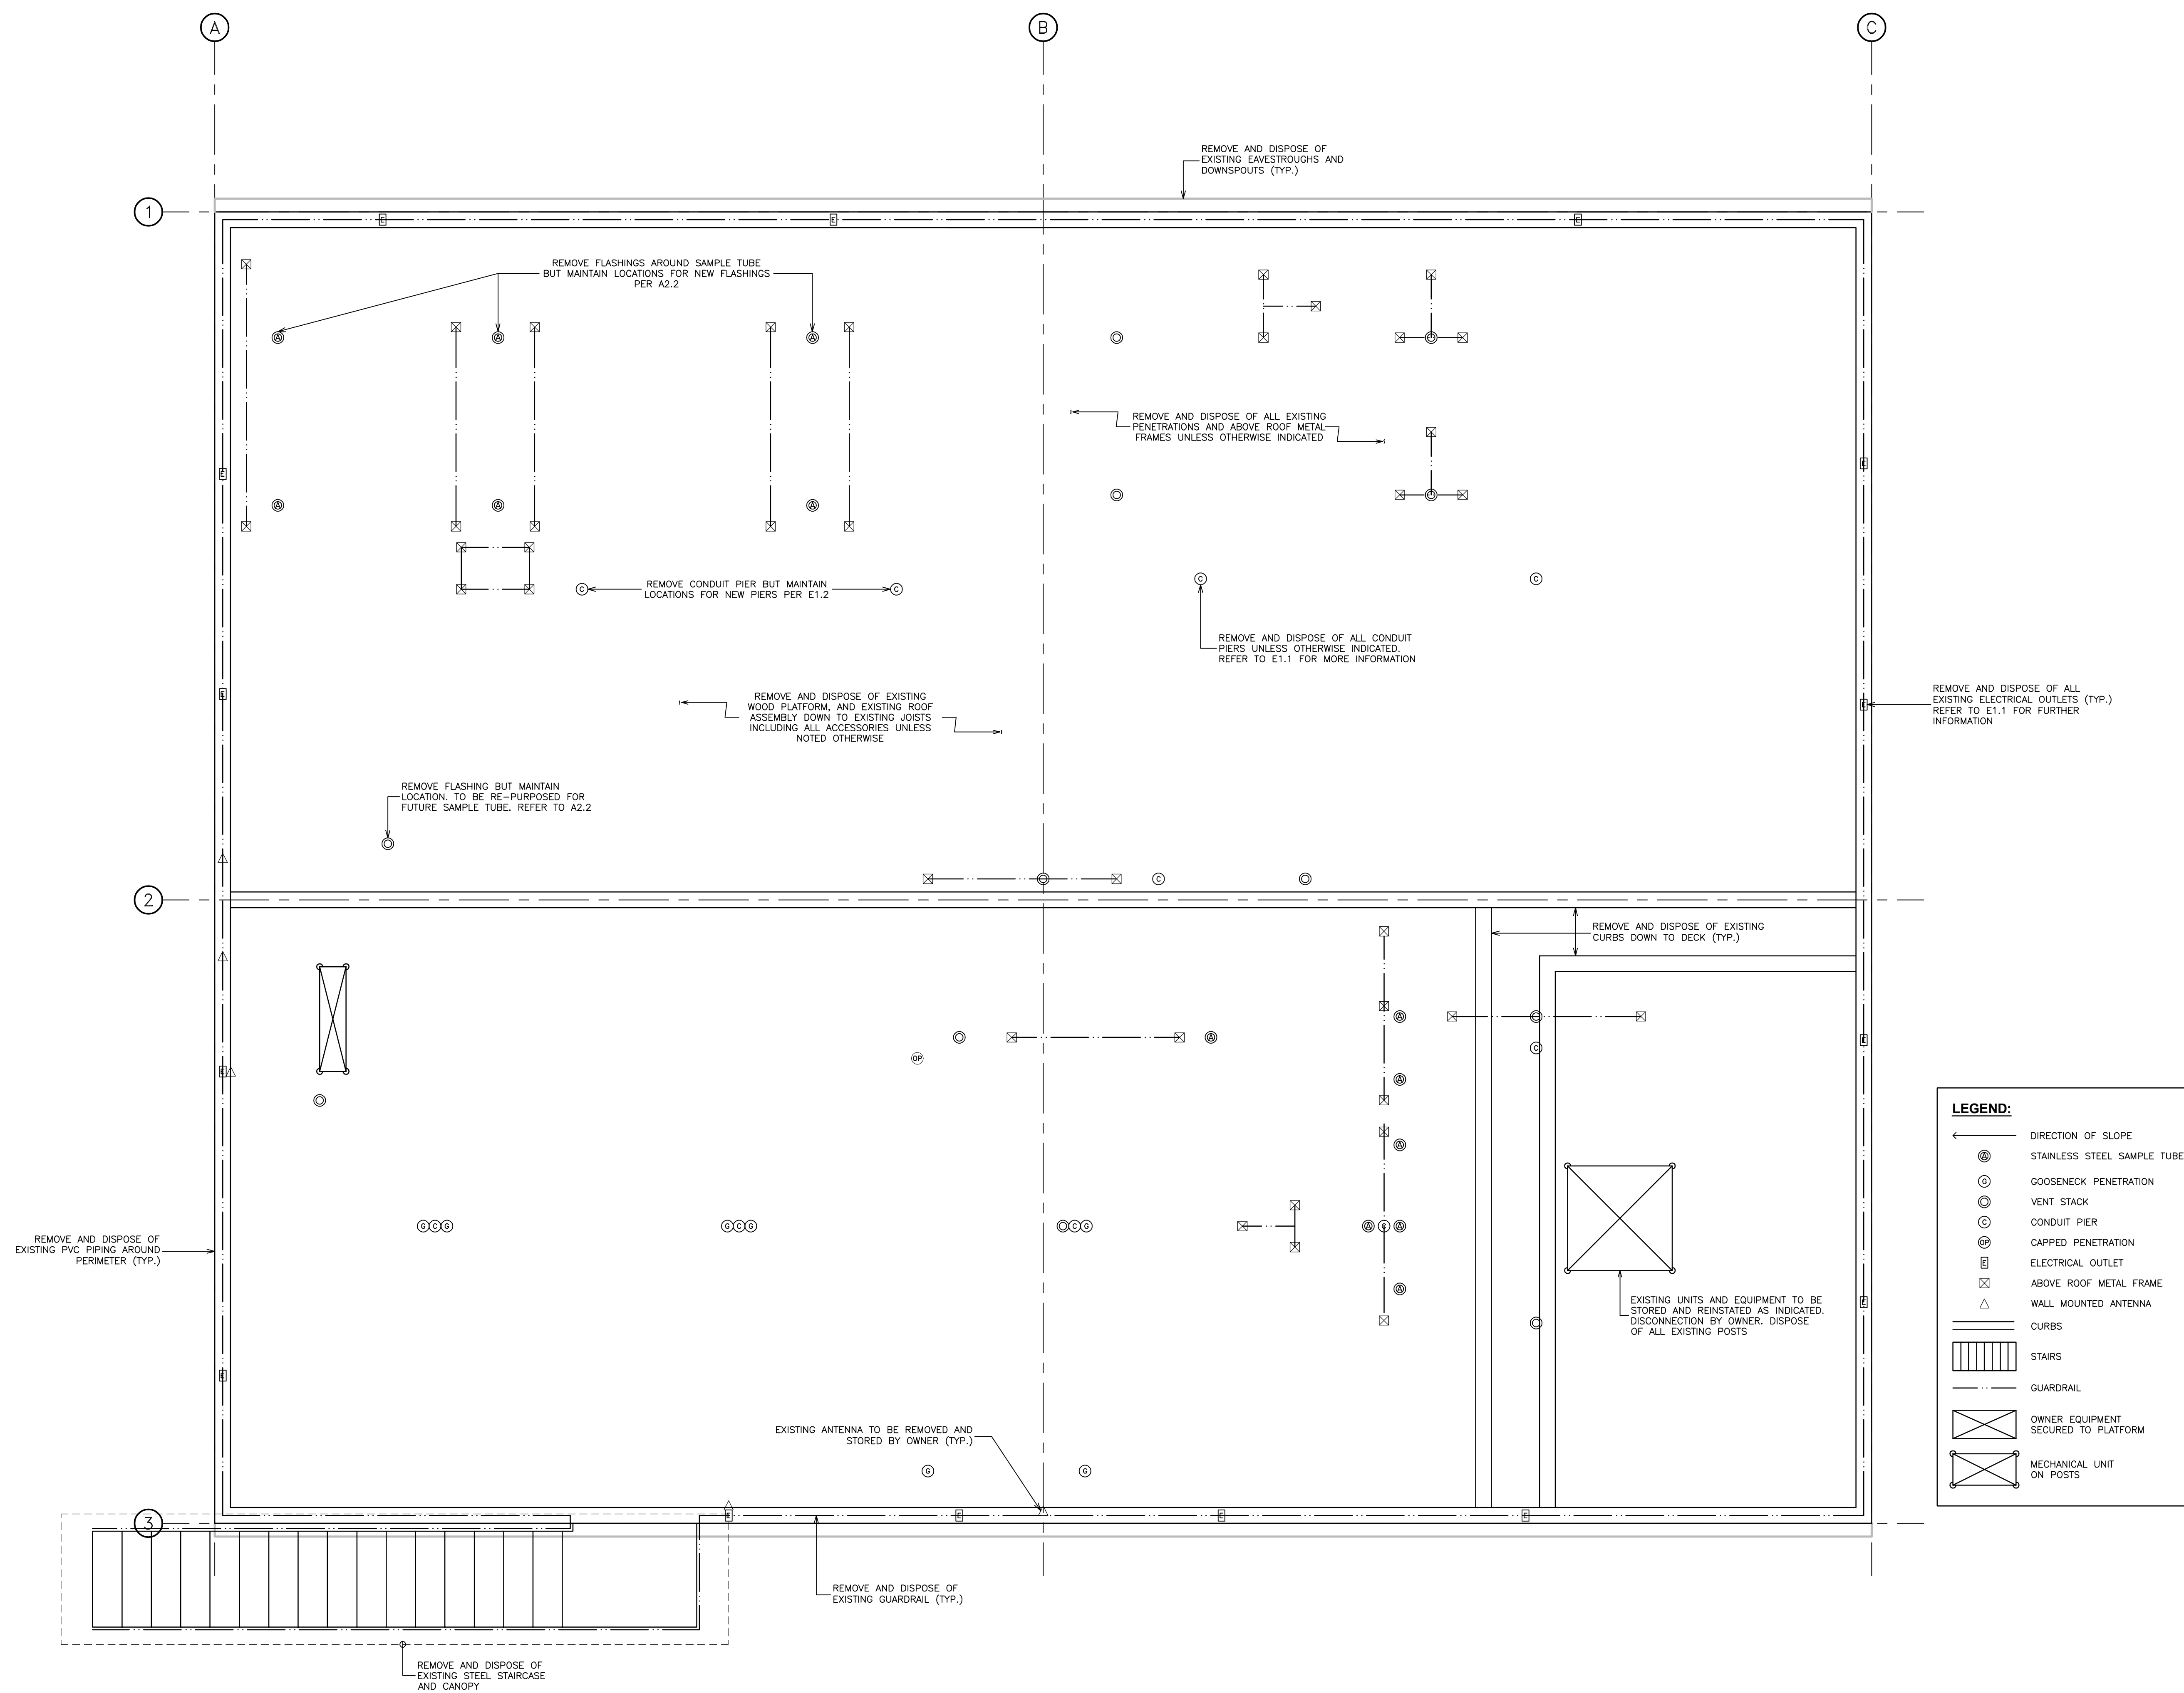 A
B
C
REMOVE AND DISPOSE OF
EXISTING EAVESTROUGHS AND
DOWNSPOUTS (TYP.)
1
E
E
E
REMOVE FLASHINGS AROUND SAMPLE TUBE
BUT MAINTAIN LOCATIONS FOR NEW FLASHINGS
PER A2.2
A
A
A
REMOVE AND DISPOSE OF ALL EXISTING
PENETRATIONS AND ABOVE ROOF METAL
FRAMES UNLESS OTHERWISE INDICATED
E
E
A
A
A
C
REMOVE CONDUIT PIER BUT MAINTAIN
LOCATIONS FOR NEW PIERS PER E1.2
C
C
C
REMOVE AND DISPOSE OF ALL CONDUIT
PIERS UNLESS OTHERWISE INDICATED.
REFER TO E1.1 FOR MORE INFORMATION
E
REMOVE AND DISPOSE OF EXISTING
WOOD PLATFORM, AND EXISTING ROOF
ASSEMBLY DOWN TO EXISTING JOISTS
INCLUDING ALL ACCESSORIES UNLESS
NOTED OTHERWISE
E
REMOVE AND DISPOSE OF ALL
EXISTING ELECTRICAL OUTLETS (TYP.)
REFER TO E1.1 FOR FURTHER
INFORMATION
REMOVE FLASHING BUT MAINTAIN
LOCATION. TO BE RE-PURPOSED FOR
FUTURE SAMPLE TUBE. REFER TO A2.2
C
2
REMOVE AND DISPOSE OF EXISTING
CURBS DOWN TO DECK (TYP.)
A
A
OP
C
E
E
A
A
G C G
G C G
C G
A C A
REMOVE AND DISPOSE OF
EXISTING PVC PIPING AROUND
PERIMETER (TYP.)
A
E
EXISTING UNITS AND EQUIPMENT TO BE
STORED AND REINSTATED AS INDICATED.
DISCONNECTION BY OWNER. DISPOSE
OF ALL EXISTING POSTS
E
EXISTING ANTENNA TO BE REMOVED AND
STORED BY OWNER (TYP.)
G
G
3
E
E
E
E
REMOVE AND DISPOSE OF
EXISTING GUARDRAIL (TYP.)
REMOVE AND DISPOSE OF
EXISTING STEEL STAIRCASE
AND CANOPY
LEGEND:
DIRECTION OF SLOPE
A STAINLESS STEEL SAMPLE TUBE
G GOOSENECK PENETRATION
VENT STACK
C CONDUIT PIER
OP CAPPED PENETRATION
E ELECTRICAL OUTLET
ABOVE ROOF METAL FRAME
WALL MOUNTED ANTENNA
CURBS
STAIRS
GUARDRAIL
OWNER EQUIPMENT
SECURED TO PLATFORM
MECHANICAL UNIT
ON POSTS